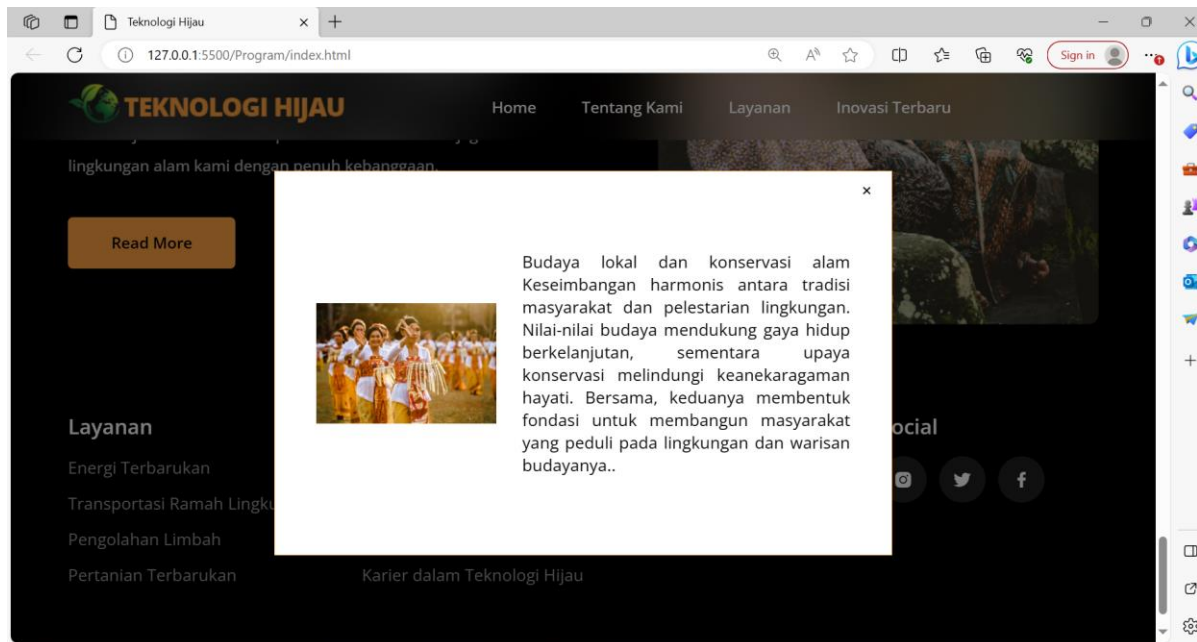 Teknologi Hijau
127.0.0.1:5500/Program/index.html
Sign in
TEKNOLOGI HIJAU
Home Tentang Kami Layanan Inovasi Terbaru
lingkungan alam kami dengan penuh kebanggaan.
Read More
×
Budaya lokal dan konservasi alam
Keseimbangan harmonis antara tradisi
masyarakat dan pelestarian lingkungan.
Nilai-nilai budaya mendukung gaya hidup
berkelanjutan, sementara upaya
konservasi melindungi keanekaragaman
hayati. Bersama, keduanya membentuk
fondasi untuk membangun masyarakat
yang peduli pada lingkungan dan warisan
budayanya..
Layanan
Energi Terbarukan
Transportasi Ramah Lingku
Pengolahan Limbah
Pertanian Terbarukan
Karier dalam Teknologi Hijau
ocial